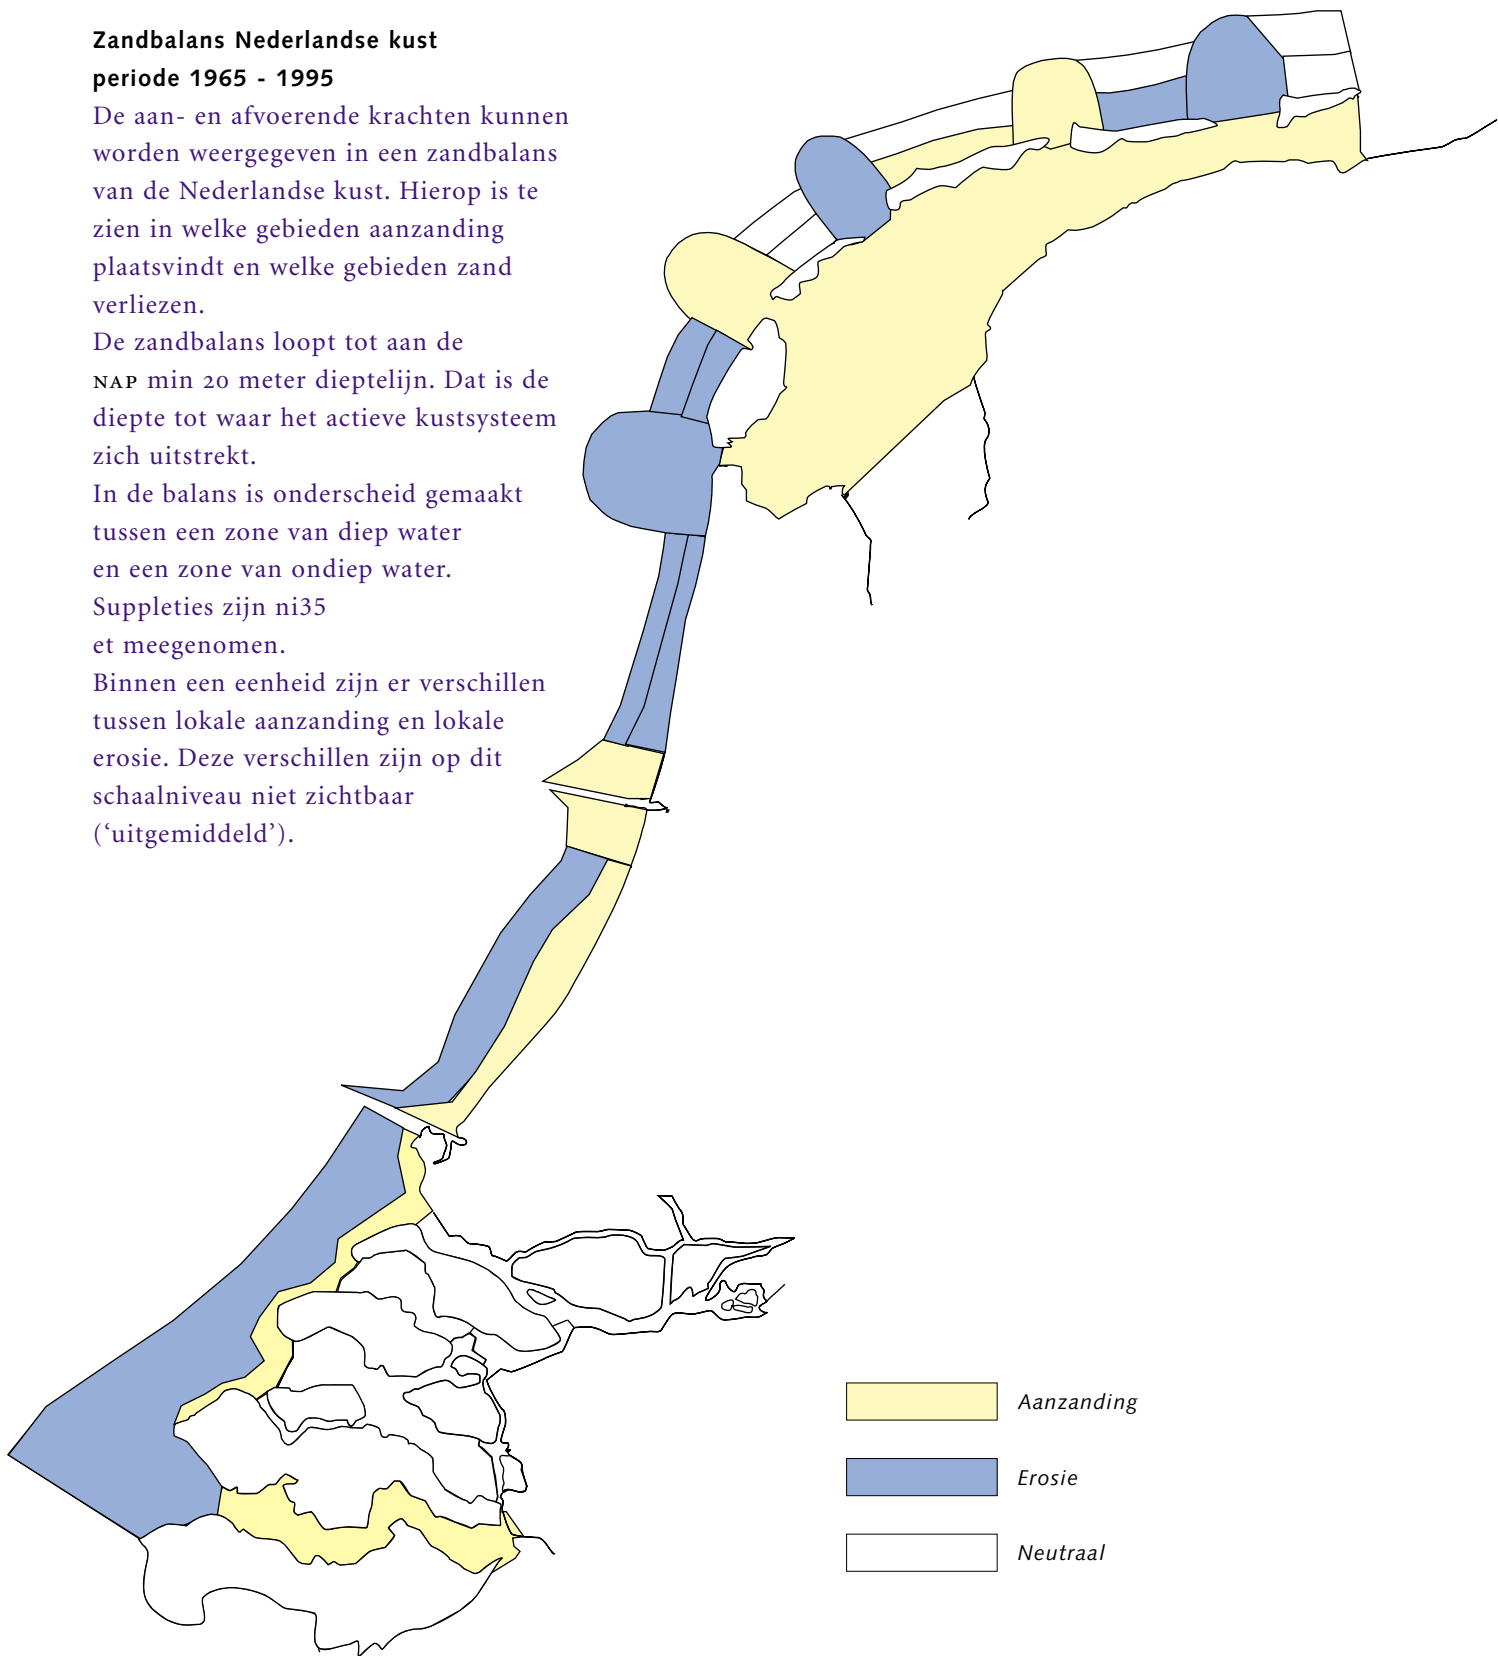 Zandbalans Nederlandse kust
periode 1965 - 1995
De aan- en afvoerende krachten kunnen
worden weergegeven in een zandbalans
van de Nederlandse kust. Hierop is te
zien in welke gebieden aanzanding
plaatsvindt en welke gebieden zand
verliezen.
De zandbalans loopt tot aan de
NAP min 20 meter dieptelijn. Dat is de
diepte tot waar het actieve kustsysteem
zich uitstrekt.
In de balans is onderscheid gemaakt
tussen een zone van diep water
en een zone van ondiep water.
Suppleties zijn ni35
et meegenomen.
Binnen een eenheid zijn er verschillen
tussen lokale aanzanding en lokale
erosie. Deze verschillen zijn op dit
schaalniveau niet zichtbaar
(‘uitgemiddeld’).
Aanzanding
Erosie
Neutraal